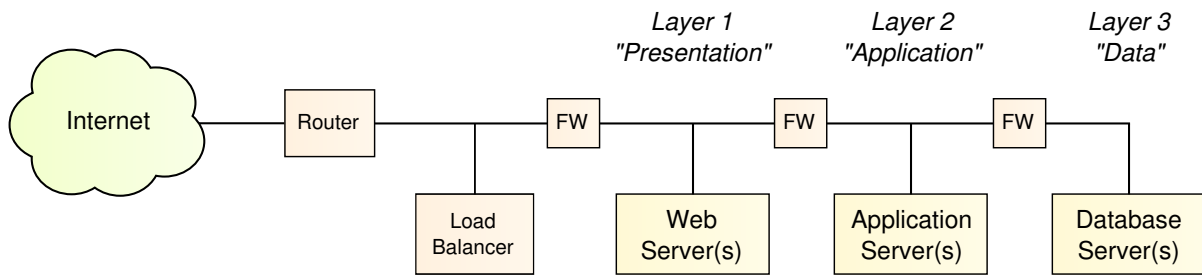 Layer 1
"Presentation"
Layer 2
"Application"
Layer 3
"Data"
Internet
Router
FW
FW
FW
Load
Balancer
Web
Server(s)
Application
Server(s)
Database
Server(s)